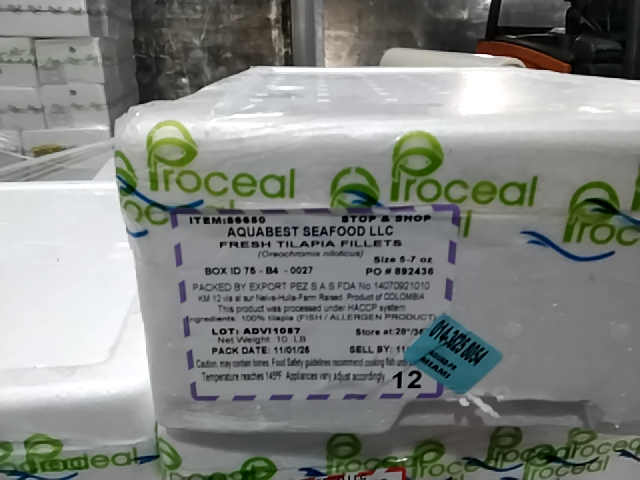 Proceal
Proceal
ITEM:86650 STOP & SHOP
AQUABEST SEAFOOD LLC
FRESH TILAPIA FILLETS
(Oreochromis niloticus)
Size 5-7 oz
BOX ID 76 - B4 - 0027 PO # 892436
PACKED BY EXPORT PEZ S.A.S FDA No 14070921010
KM 12 via al sur Neiva-Huila-Farm Raised. Product of COLOMBIA
This product was processed under HACCP system
Ingredients: 100% tilapia (FISH / ALLERGEN PRODUCT)
LOT: ADVI1087 Store at:28°/3
Net Weight 10 LB
PACK DATE: 11/01/25 SELL BY: 11
Caution, may contain bones. Food Safety guidelines recommend cooking fish
Temperature reaches 145°F. Appliances vary adjust accordingly.
12
MIAMI
Proceal
Proceal
Proceal
Proceal